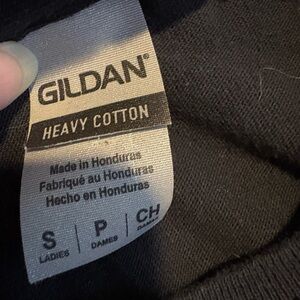 GILDAN®
HEAVY COTTON
Made in Honduras
Fabriqué au Honduras
Hecho en Honduras
S | P | CH
LADIES | DAMES |